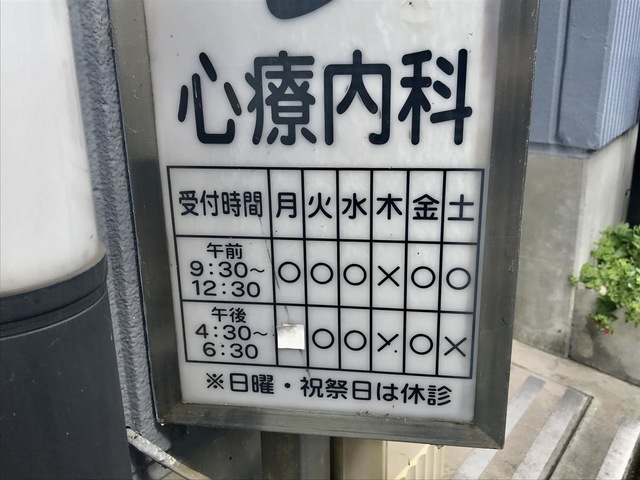 心療内科
受付時間 月 火 水 木 金 土
午前
9:30〜
12:30 ○ ○ ○ × ○ ○
午後
4:30〜
6:30 ○ ○ × ○ ×
※日曜・祝祭日は休診